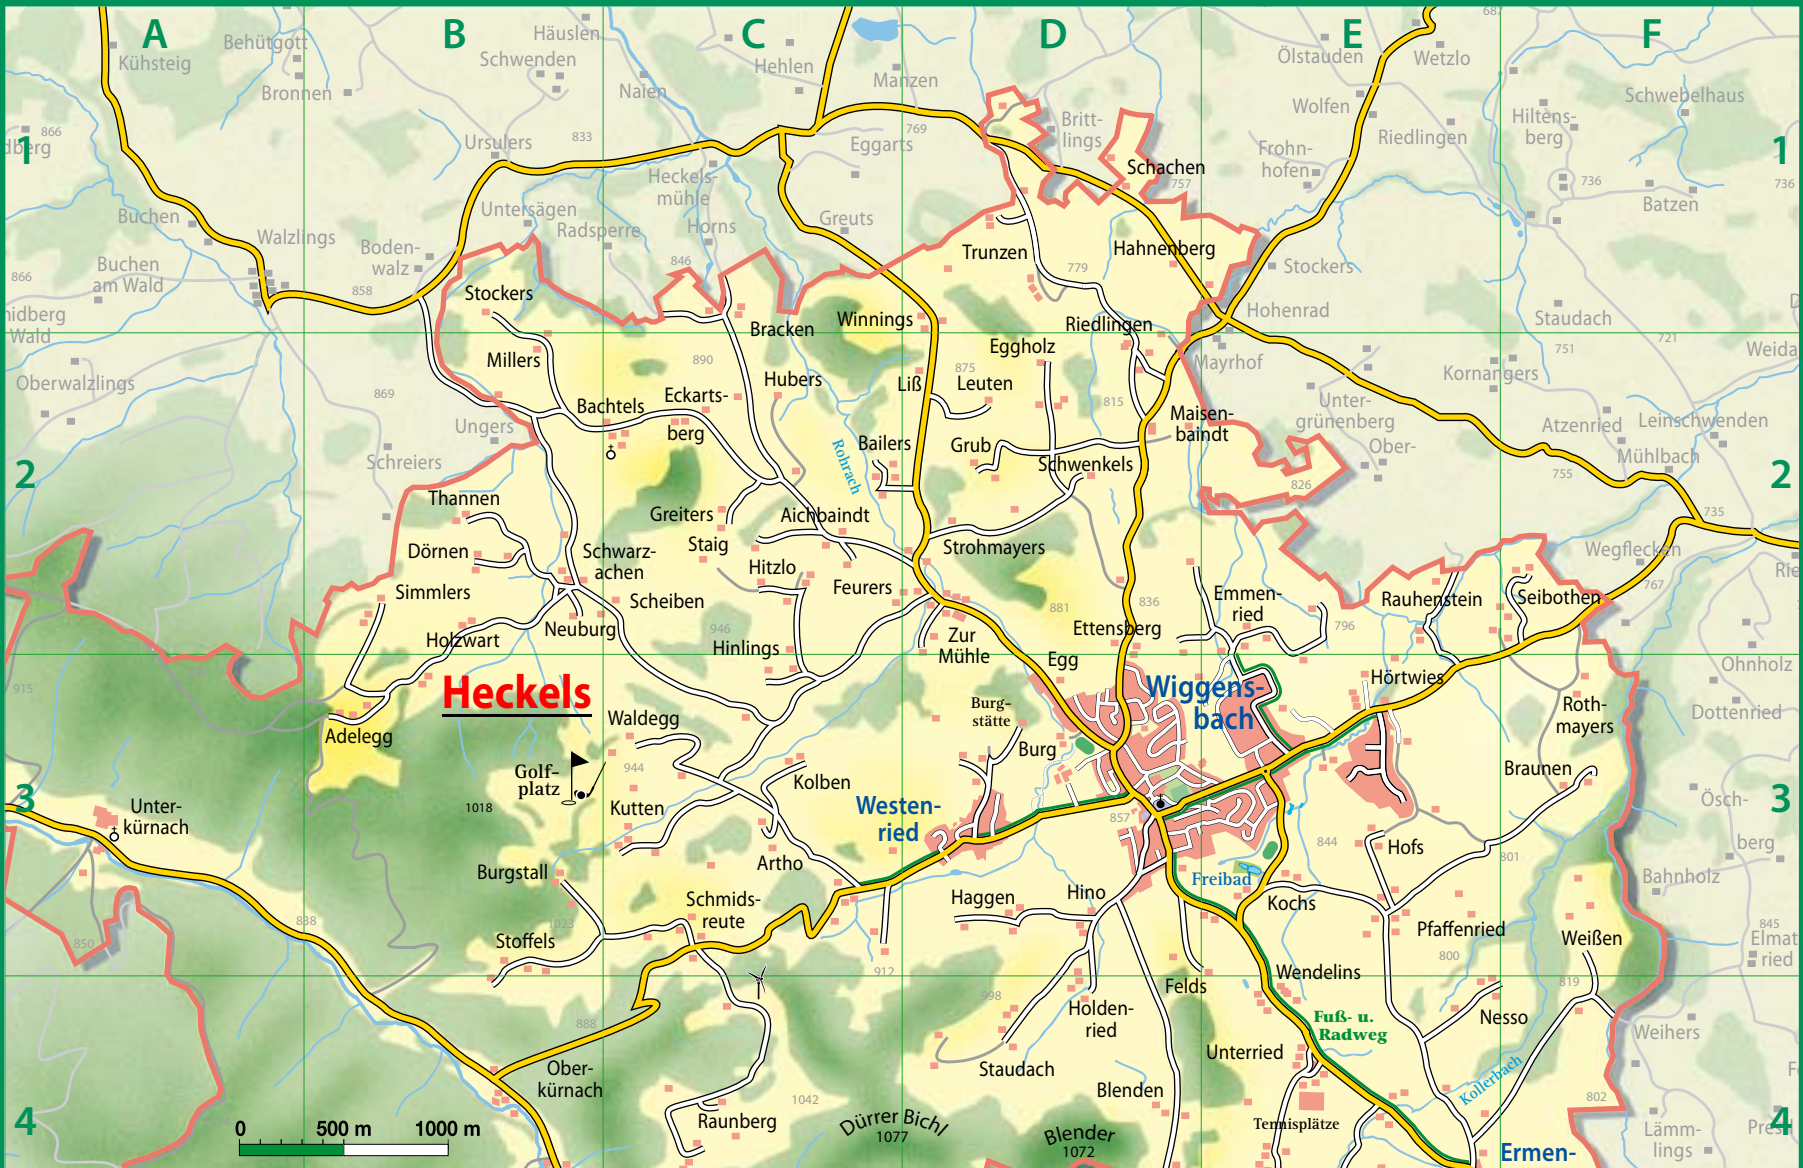 A
B
C
D
E
F
1
1
2
2
3
3
4
4
Kühsteig
Behütgott
Bronnen
Häuslen
Schwenden
Naien
Hehlen
Manzen
Ölstauden
Wetzlo
687
Schwebelhaus
866
dberg
Ursulers
833
769
Eggarts
Britt-
lings
Schachen
757
Wolfen
Riedlingen
Frohn-
hofen
Hiltens-
berg
736
736
Batzen
Heckels-
mühle
Untersägen
Radsperre
Horns
Greuts
Buchen
Walzlings
Boden-
walz
866
Buchen
am Wald
858
846
Trunzen
Hahnenberg
779
Stockers
Hohenrad
Staudach
nidberg
Wald
Stockers
Bracken
Winnings
Riedlingen
Eggholz
Mayrhof
751
721
Weida
Kornangers
Millers
890
Hubers
Liß
875
Leuten
815
Oberwalzlings
869
Eckarts-
berg
Bachtels
Ungers
Schreiers
Rohrach
Bailers
Grub
Schwenkels
Maisen-
baindt
Unter-
grünenberg
Ober-
826
Atzenried
Leinschwenden
Mühlbach
755
735
Thannen
Greiters
Aichbaindt
Staig
Strohmayers
Dörnen
Schwarz-
achen
Hitzlo
Feurers
Simmlers
Scheiben
Neuburg
Holzwart
946
Hinlings
Zur
Mühle
881
836
Ettensberg
Egg
Emmen-
ried
796
Rauhenstein
Seibothen
Wegflecken
767
Rie
Ohnholz
Hörtwies
Roth-
mayers
Dottenried
915
Heckels
Adelegg
Waldegg
Golf-
platz
944
1018
Kutten
Kolben
Burg-
stätte
Burg
Wiggens-
bach
Westen-
ried
857
Braunen
Ösch-
berg
Unter-
kürnach
Burgstall
Artho
Freibad
844
Hofs
801
Bahnholz
Schmids-
reute
1023
Stoffels
Haggen
Hino
Kochs
Pfaffenried
Weißen
845
Elmat
ried
838
850
912
998
Felds
Wendelins
800
819
Holden-
ried
Fuß- u.
Radweg
Nesso
Weihers
888
Ober-
kürnach
Staudach
Unterried
Blenden
Kollerbach
802
Raunberg
1042
Dürrer Bichl
1077
Blender
1072
Tennisplätze
Ermen-
Lämm-
lings
0
500 m
1000 m